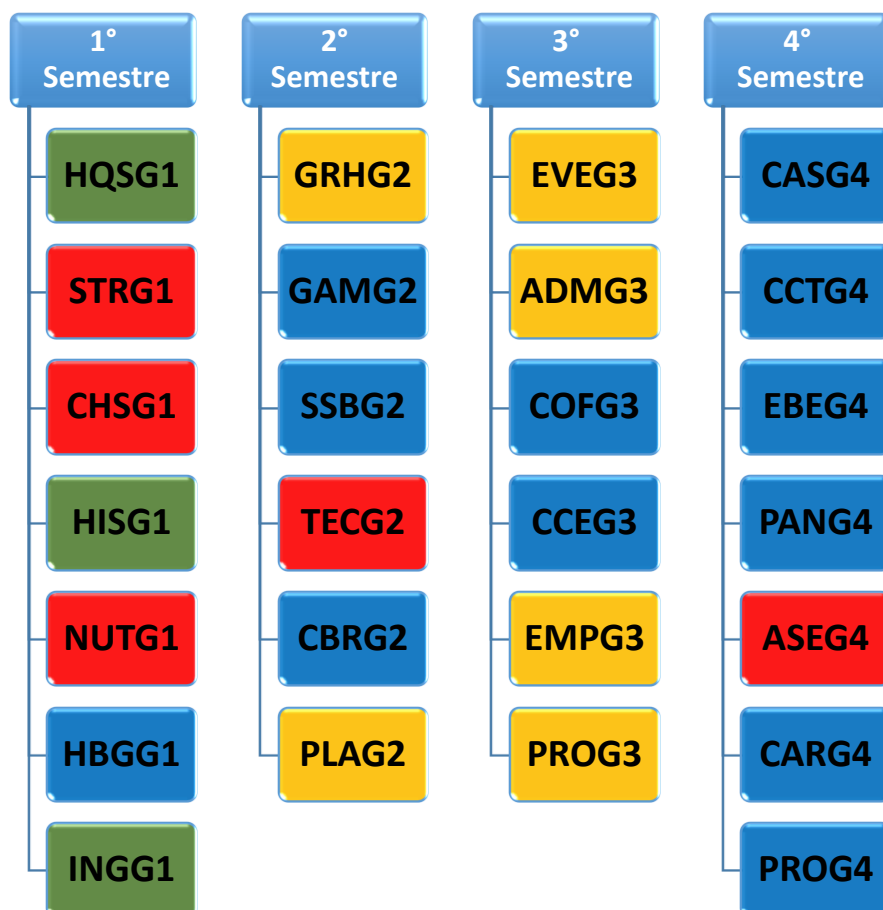 1°
Semestre
HQSG1
STRG1
CHSG1
HISG1
NUTG1
HBGG1
INGG1
2°
Semestre
GRHG2
GAMG2
SSBG2
TECG2
CBRG2
PLAG2
3°
Semestre
EVEG3
ADMG3
COFG3
CCEG3
EMPG3
PROG3
4°
Semestre
CASG4
CCTG4
EBEG4
PANG4
ASEG4
CARG4
PROG4